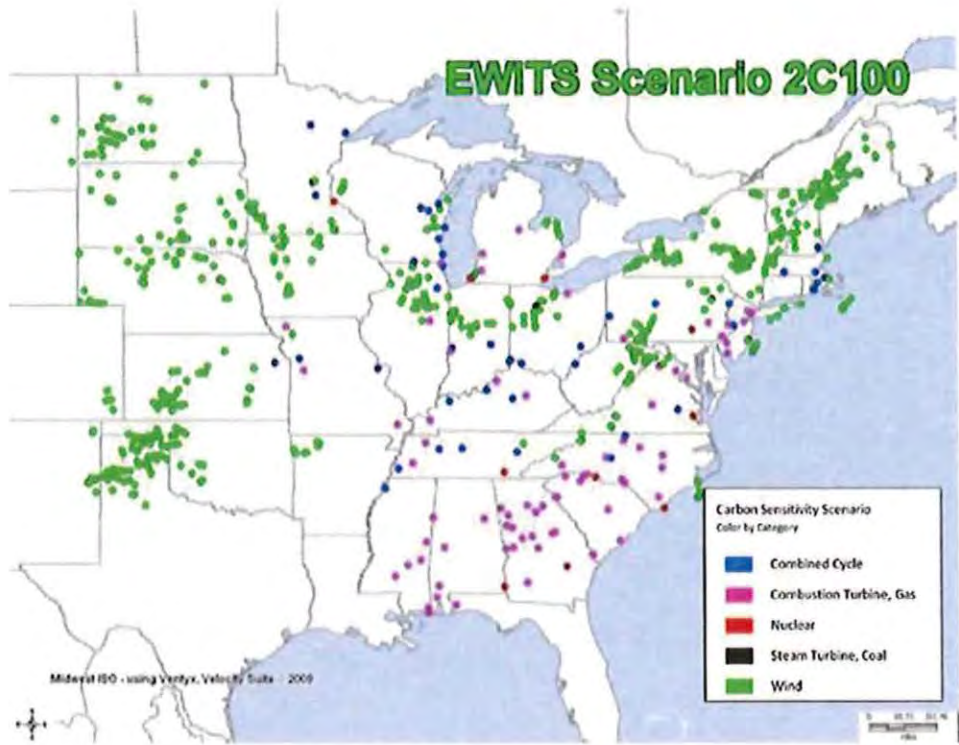 EWITS Scenario 2C100
Carbon Sensitivity Scenario
Color by Category
Combined Cycle
Combustion Turbine, Gas
Nuclear
Steam Turbine, Coal
Wind
Midwest ISO - using Ventyx, Velocity Suite 2009
0